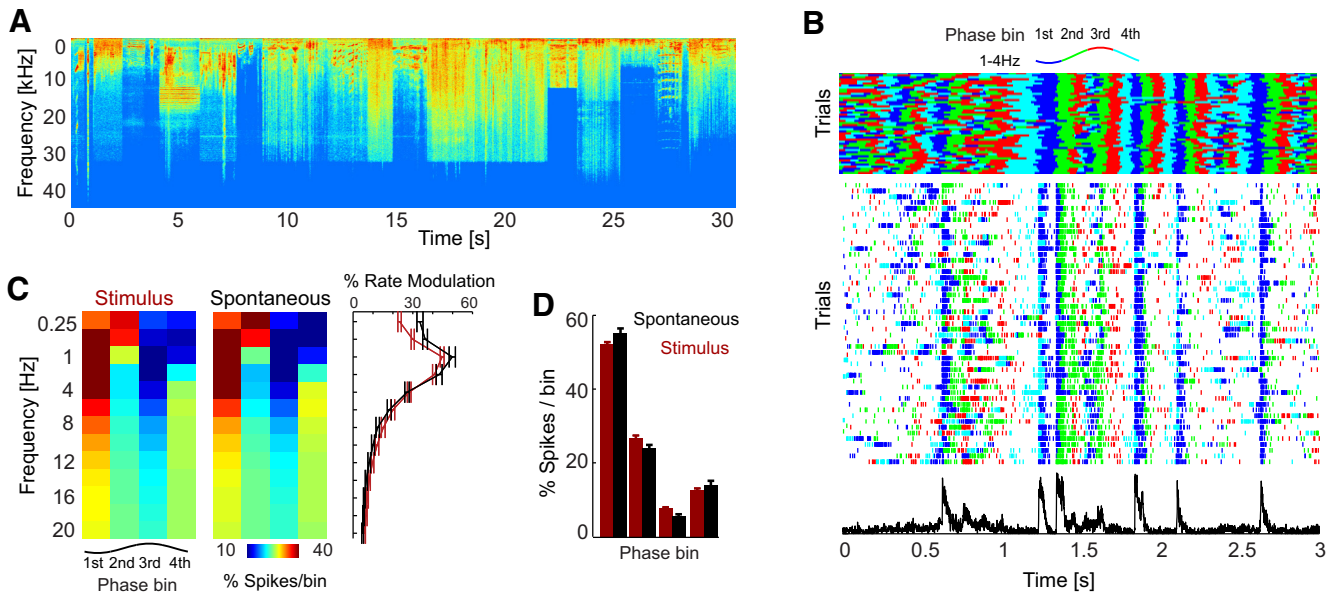 A
0
10
20
30
40
Frequency [kHz]
0
5
10
15
20
25
30
Time [s]
B
Phase bin
1st 2nd 3rd 4th
1-4Hz
Trials
Trials
0
0.5
1
1.5
2
2.5
3
Time [s]
C
Stimulus
Spontaneous
0.25
1
4
8
12
16
20
Frequency [Hz]
1st 2nd 3rd 4th
Phase bin
10
40
% Spikes/bin
% Rate Modulation
0
30
60
D
60
40
20
0
% Spikes / bin
Spontaneous
Stimulus
Phase bin